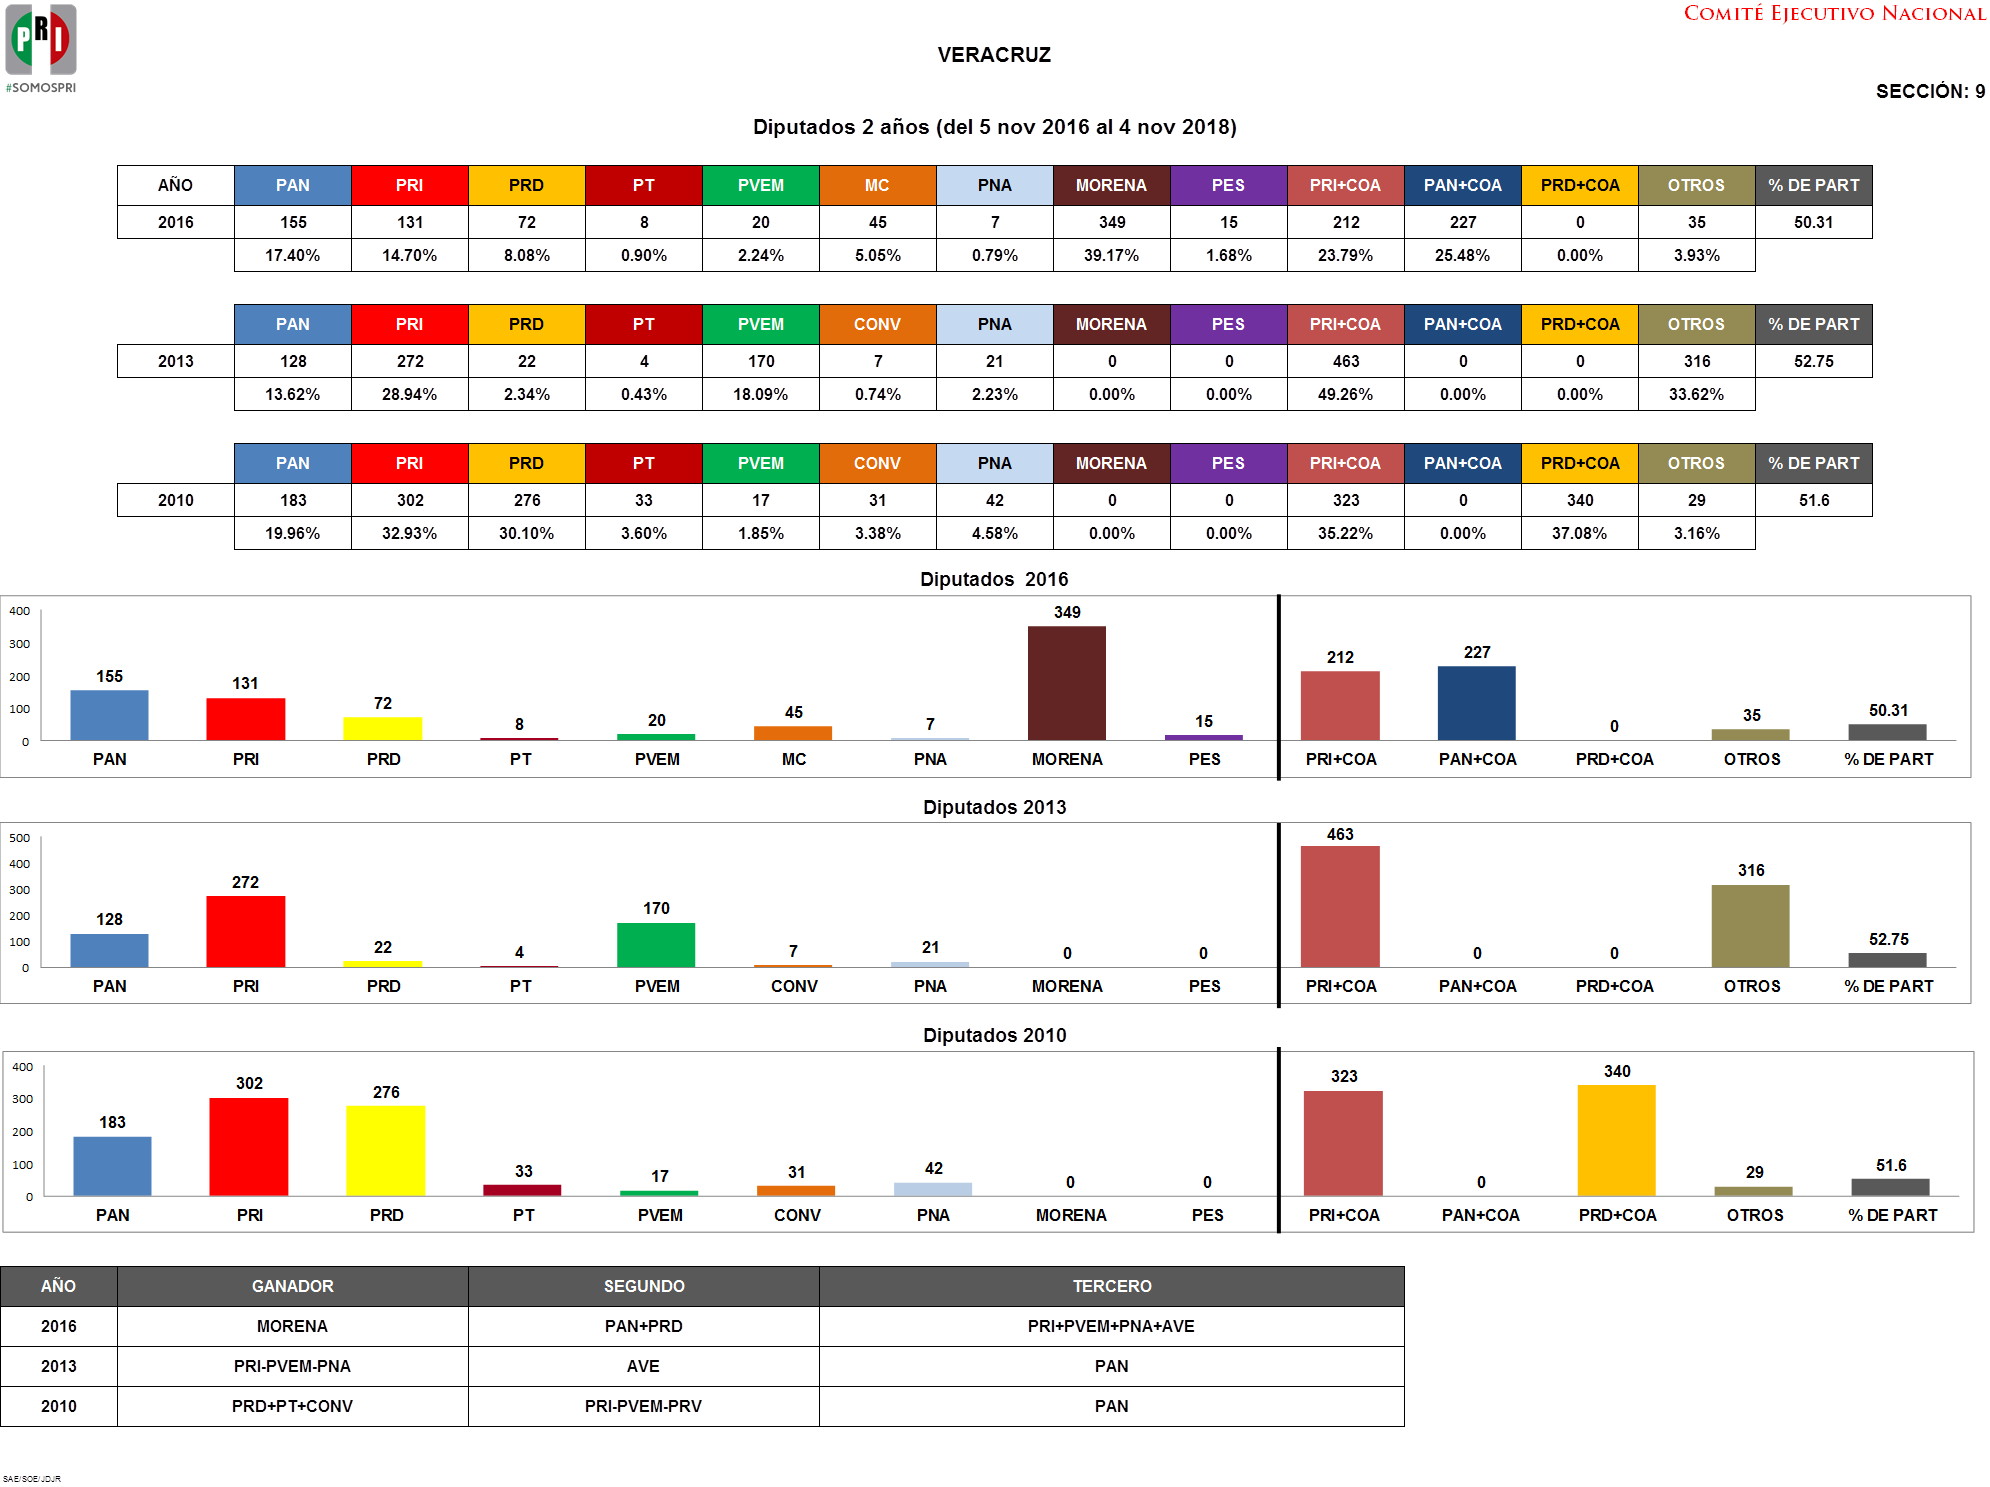 PRI
#SOMOSPRI
COMITÉ EJECUTIVO NACIONAL
VERACRUZ
SECCIÓN: 9
Diputados 2 años (del 5 nov 2016 al 4 nov 2018)
AÑO PAN PRI PRD PT PVEM MC PNA MORENA PES PRI+COA PAN+COA PRD+COA OTROS % DE PART
2016 155 131 72 8 20 45 7 349 15 212 227 0 35 50.31
17.40% 14.70% 8.08% 0.90% 2.24% 5.05% 0.79% 39.17% 1.68% 23.79% 25.48% 0.00% 3.93%
PAN PRI PRD PT PVEM CONV PNA MORENA PES PRI+COA PAN+COA PRD+COA OTROS % DE PART
2013 128 272 22 4 170 7 21 0 0 463 0 0 316 52.75
13.62% 28.94% 2.34% 0.43% 18.09% 0.74% 2.23% 0.00% 0.00% 49.26% 0.00% 0.00% 33.62%
PAN PRI PRD PT PVEM CONV PNA MORENA PES PRI+COA PAN+COA PRD+COA OTROS % DE PART
2010 183 302 276 33 17 31 42 0 0 323 0 340 29 51.6
19.96% 32.93% 30.10% 3.60% 1.85% 3.38% 4.58% 0.00% 0.00% 35.22% 0.00% 37.08% 3.16%
Diputados 2016
400
300
200
100
0
155 131 72 8 20 45 7 349 15 212 227 0 35 50.31
PAN PRI PRD PT PVEM MC PNA MORENA PES PRI+COA PAN+COA PRD+COA OTROS % DE PART
Diputados 2013
500
400
300
200
100
0
128 272 22 4 170 7 21 0 0 463 0 0 316 52.75
PAN PRI PRD PT PVEM CONV PNA MORENA PES PRI+COA PAN+COA PRD+COA OTROS % DE PART
Diputados 2010
400
300
200
100
0
183 302 276 33 17 31 42 0 0 323 0 340 29 51.6
PAN PRI PRD PT PVEM CONV PNA MORENA PES PRI+COA PAN+COA PRD+COA OTROS % DE PART
AÑO GANADOR SEGUNDO TERCERO
2016 MORENA PAN+PRD PRI+PVEM+PNA+AVE
2013 PRI-PVEM-PNA AVE PAN
2010 PRD+PT+CONV PRI-PVEM-PRV PAN
SAE/SOE/JDJR